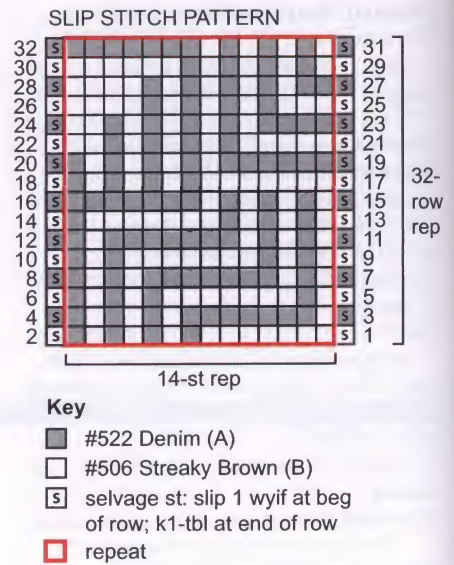 SLIP STITCH PATTERN
32 S S 31
30 S S 29
28 S S 27
26 S S 25
24 S S 23
22 S S 21
20 S S 19
18 S S 17
16 S S 15
14 S S 13
12 S S 11
10 S S 9
8 S S 7
6 S S 5
4 S S 3
2 S S 1
32-
row
rep
14-st rep
Key
#522 Denim (A)
#506 Streaky Brown (B)
S selvage st: slip 1 wyif at beg
of row; k1-tbl at end of row
repeat